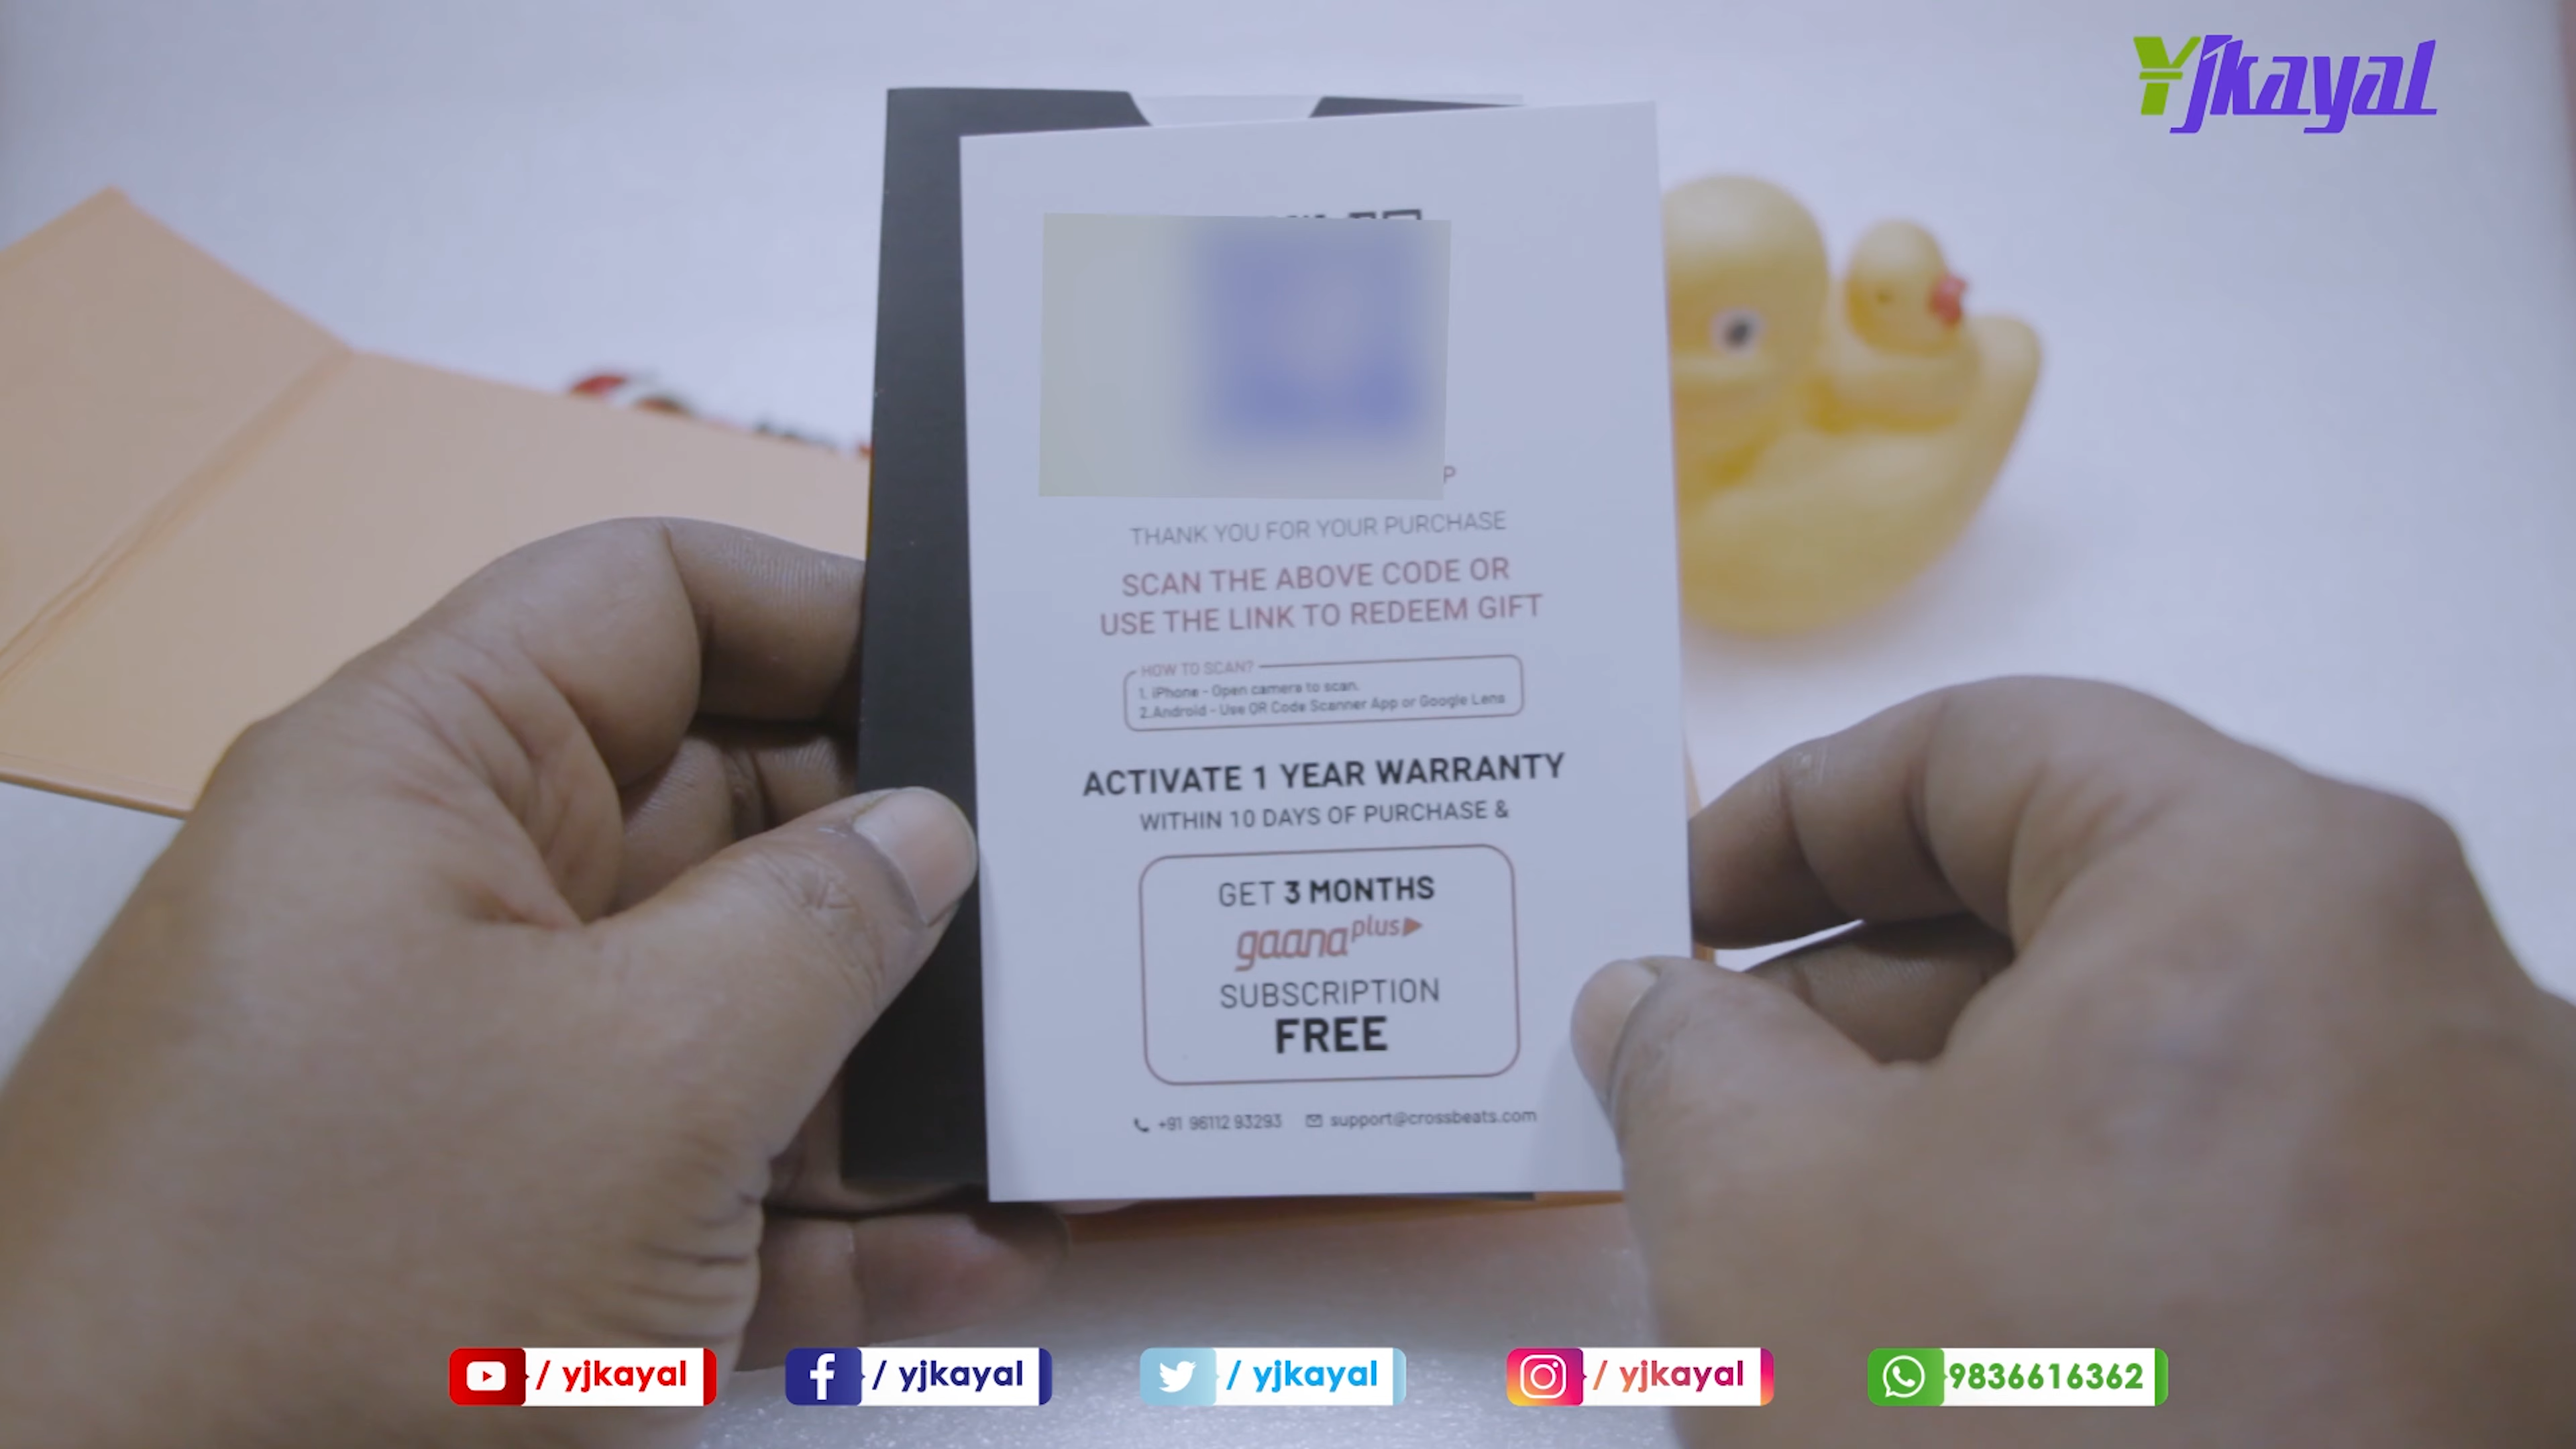 Yjkayal
P
THANK YOU FOR YOUR PURCHASE
SCAN THE ABOVE CODE OR
USE THE LINK TO REDEEM GIFT
HOW TO SCAN?
1. iPhone - Open camera to scan.
2.Android - Use QR Code Scanner App or Google Lens
ACTIVATE 1 YEAR WARRANTY
WITHIN 10 DAYS OF PURCHASE &
GET 3 MONTHS
gaana plus
SUBSCRIPTION
FREE
+91 96112 93293 support@crossbeats.com
/ yjkayal / yjkayal / yjkayal / yjkayal 9836616362